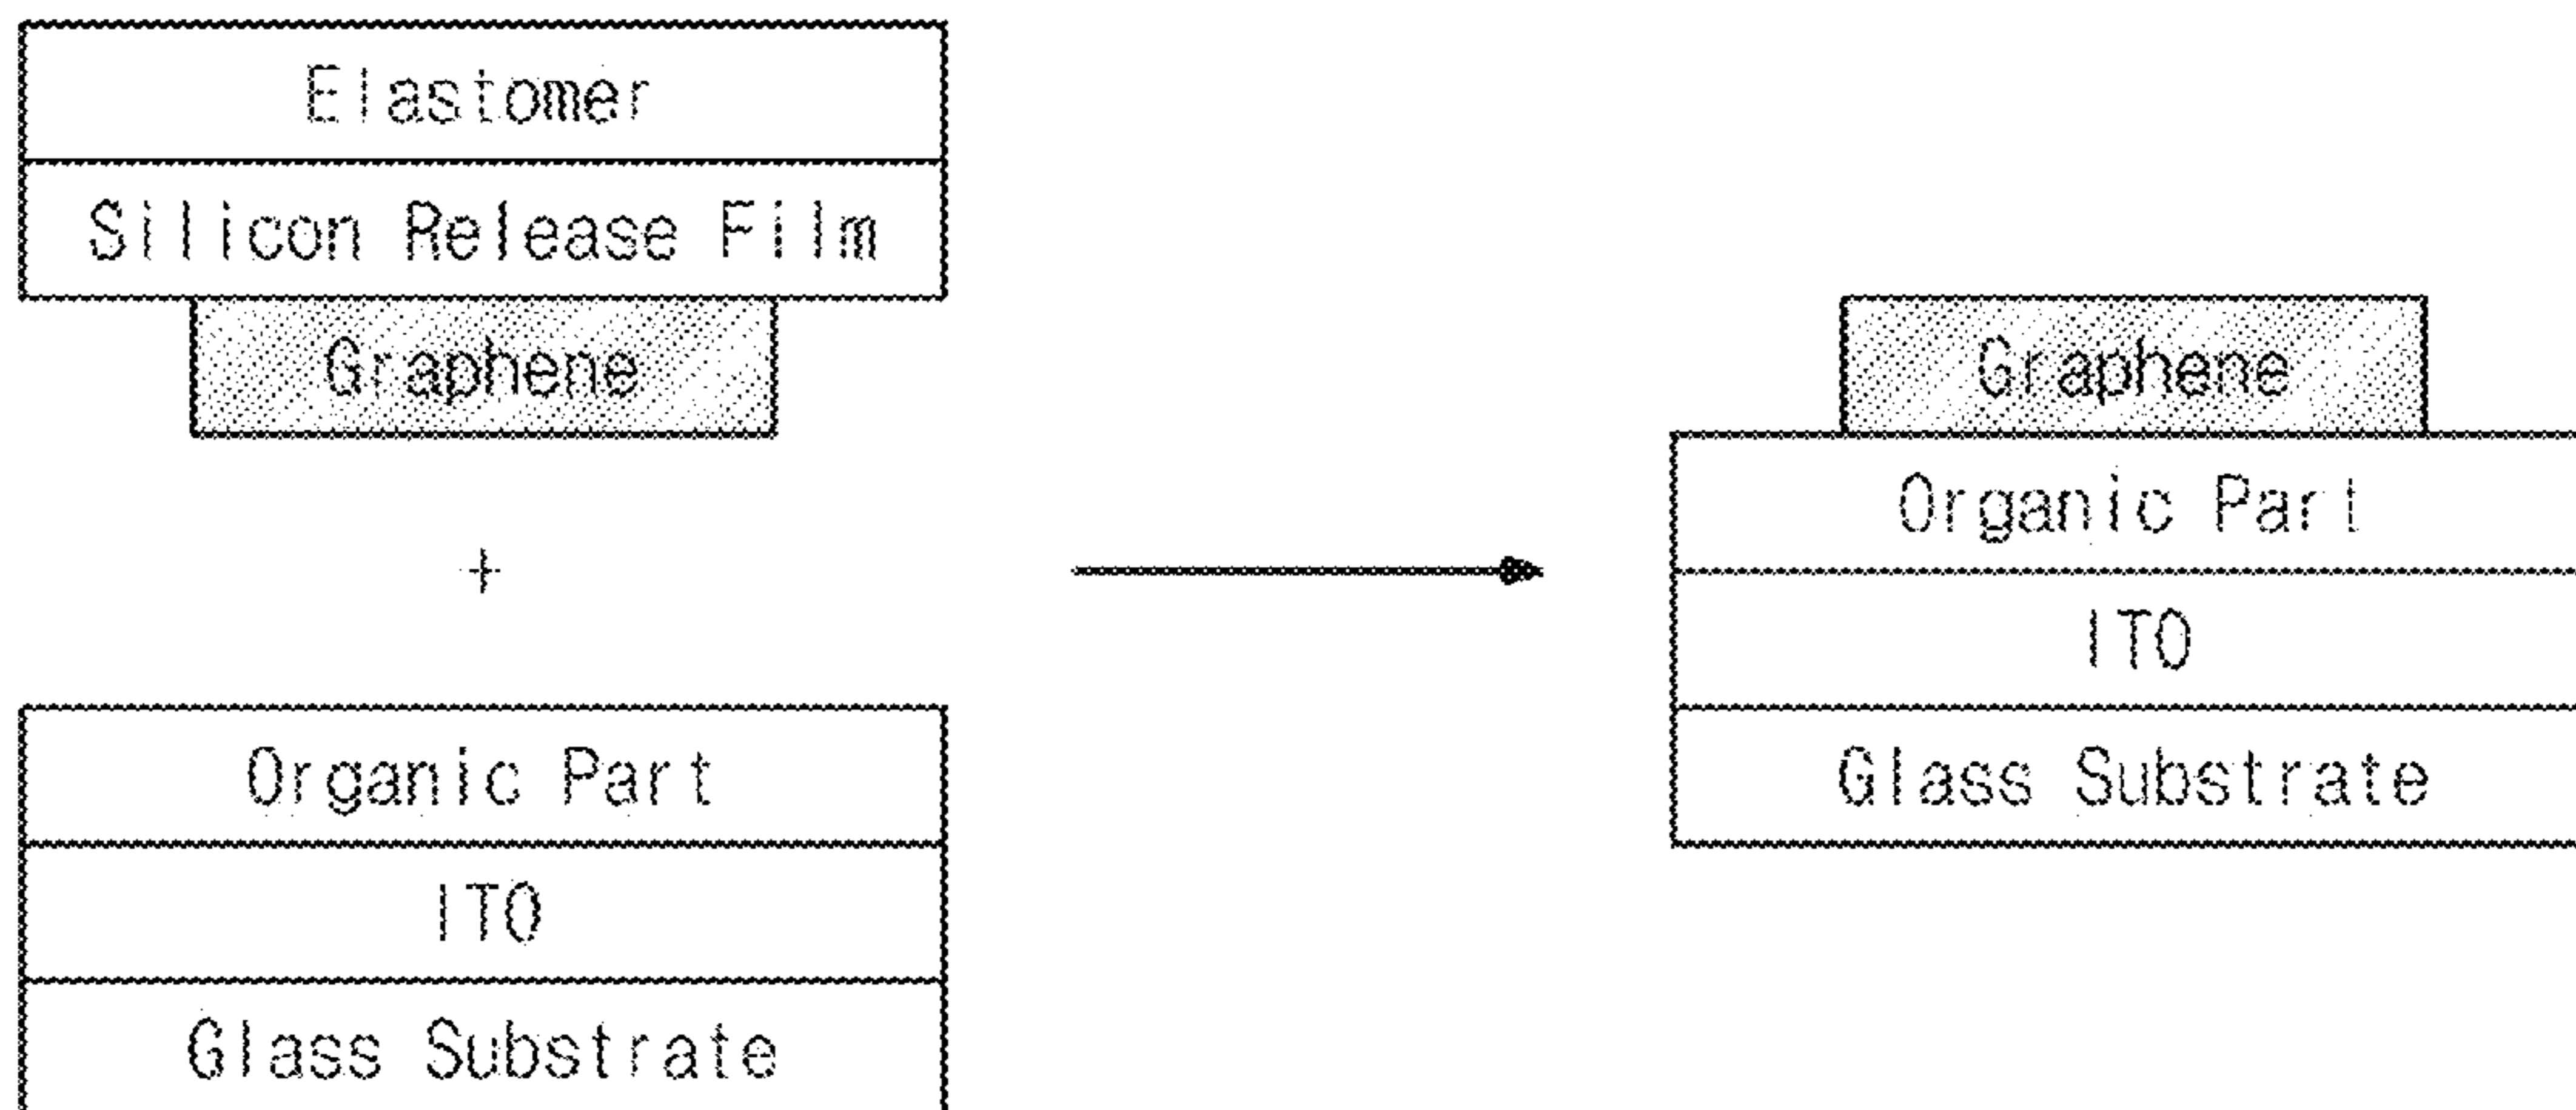 Elastomer
Silicon Release Film
Graphene
+
Organic Part
ITO
Glass Substrate
Graphene
Organic Part
ITO
Glass Substrate